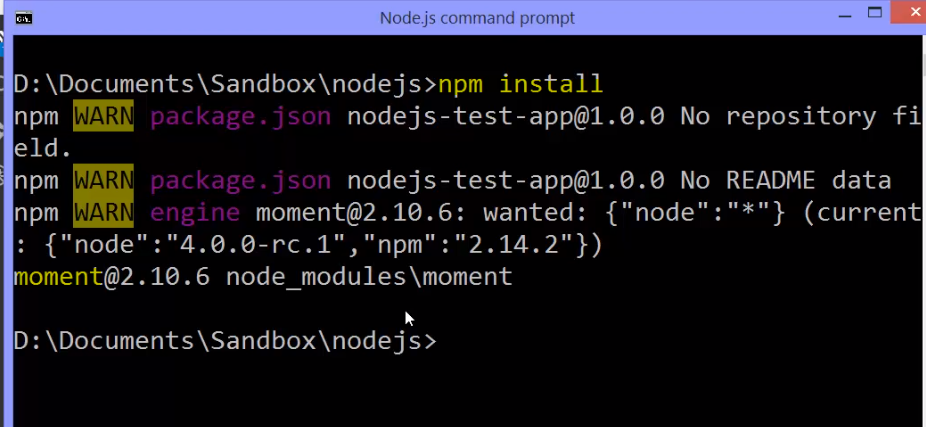 Node.js command prompt
D:\Documents\Sandbox\nodejs>npm install
npm WARN package.json nodejs-test-app@1.0.0 No repository fi
eld.
npm WARN package.json nodejs-test-app@1.0.0 No README data
npm WARN engine moment@2.10.6: wanted: {"node":"*"} (current
: {"node":"4.0.0-rc.1","npm":"2.14.2"})
moment@2.10.6 node_modules\moment
D:\Documents\Sandbox\nodejs>